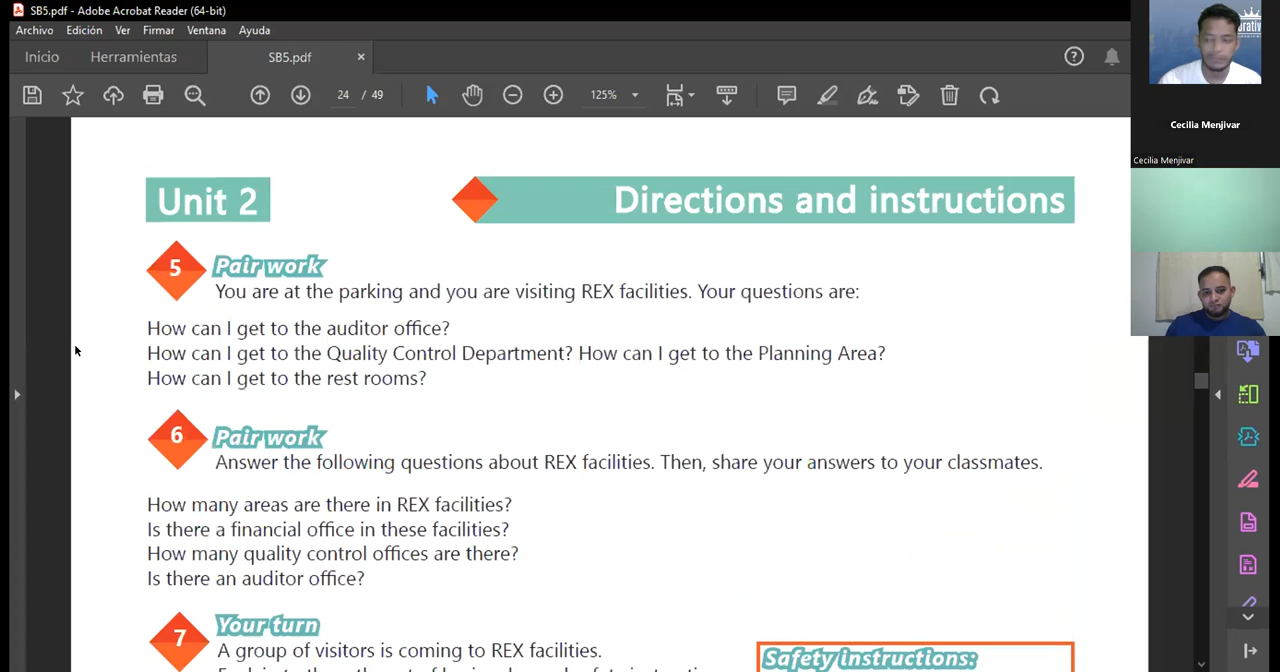 SB5.pdf - Adobe Acrobat Reader (64-bit)
Archivo Edición Ver Firmar Ventana Ayuda
Inicio Herramientas SB5.pdf
24 / 49 125%
Cecilia Menjivar
Cecilia Menjivar
Unit 2 Directions and instructions
5 Pair work
You are at the parking and you are visiting REX facilities. Your questions are:
How can I get to the auditor office?
How can I get to the Quality Control Department? How can I get to the Planning Area?
How can I get to the rest rooms?
6 Pair work
Answer the following questions about REX facilities. Then, share your answers to your classmates.
How many areas are there in REX facilities?
Is there a financial office in these facilities?
How many quality control offices are there?
Is there an auditor office?
7 Your turn
A group of visitors is coming to REX facilities.
Safety instructions: